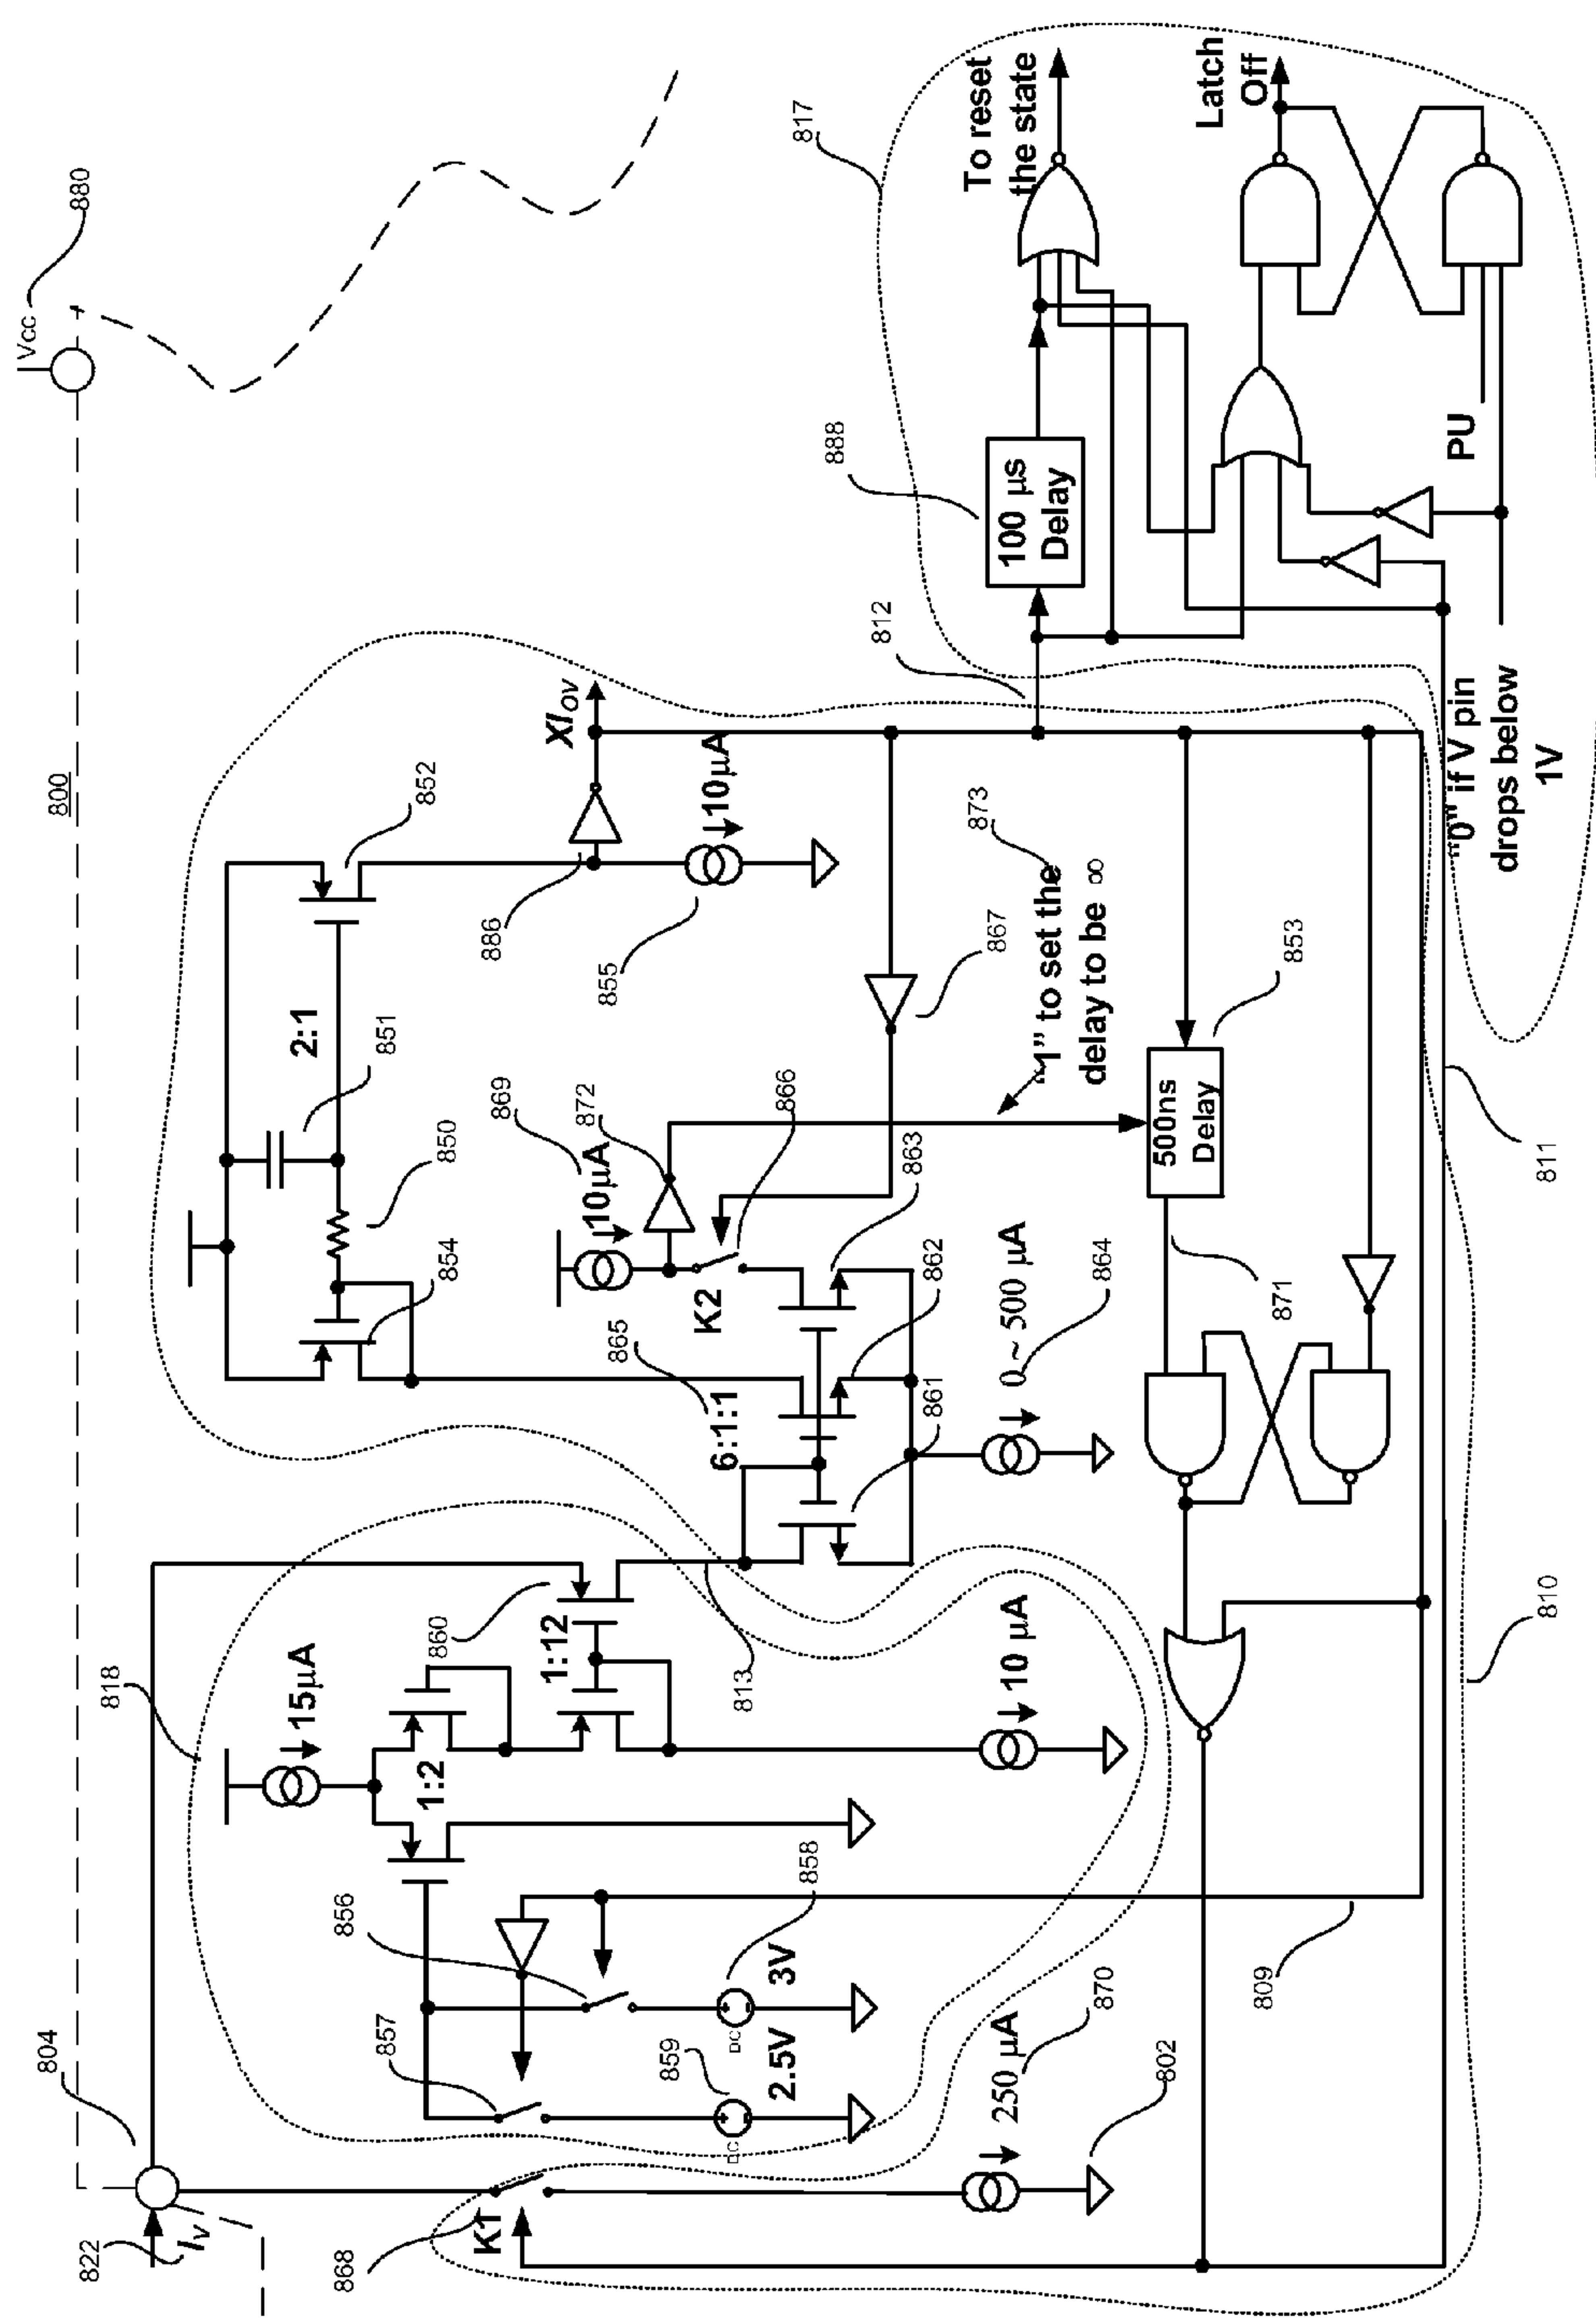 800
Vcc
880
804
822
Iv
818
15µA
1:2
860
1:12
813
10 µA
856
857
858
3V
859
2.5V
DC
DC
868
K1
250 µA
870
802
809
810
811
2:1
851
850
854
852
XIOV
886
855
10µA
812
869
10µA
872
866
K2
865
6:1:1
867
863
862
861
0 ~ 500 µA
864
873
"1" to set the
delay to be ∞
500ns
Delay
853
871
817
888
100 µs
Delay
To reset
the state
Latch
Off
PU
"0" if V pin
drops below
1V